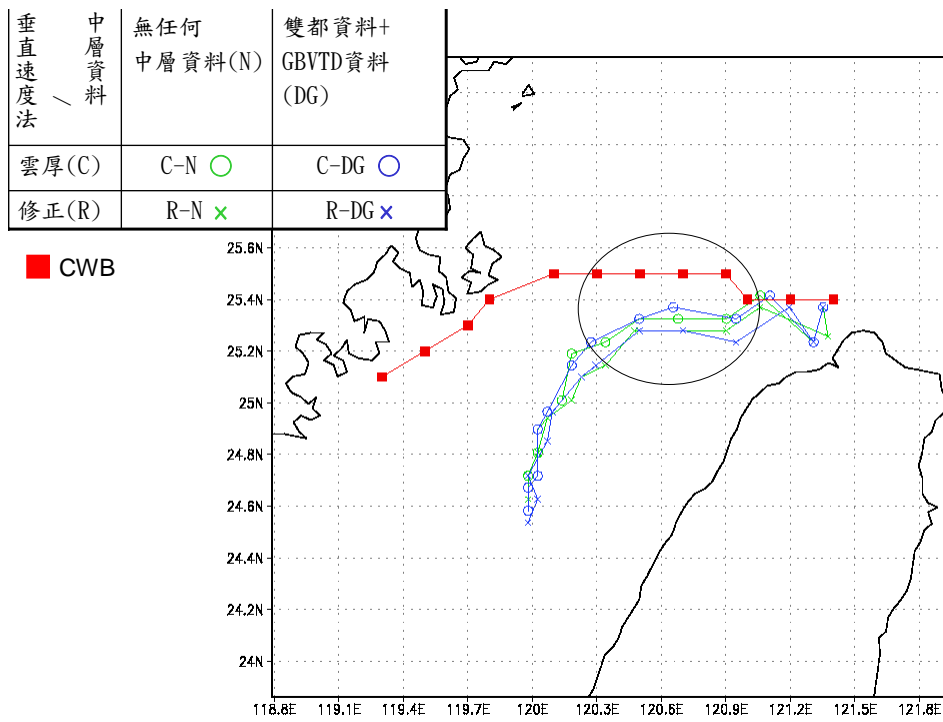 垂直速度法 \ 中層資料
無任何
中層資料(N)
雙都資料+
GBVTD資料
(DG)
雲厚(C)
C-N
C-DG
修正(R)
R-N
R-DG
CWB
25.6N
25.4N
25.2N
25N
24.8N
24.6N
24.4N
24.2N
24N
118.8E 119.1E 119.4E 119.7E 120E 120.3E 120.6E 120.9E 121.2E 121.5E 121.8E